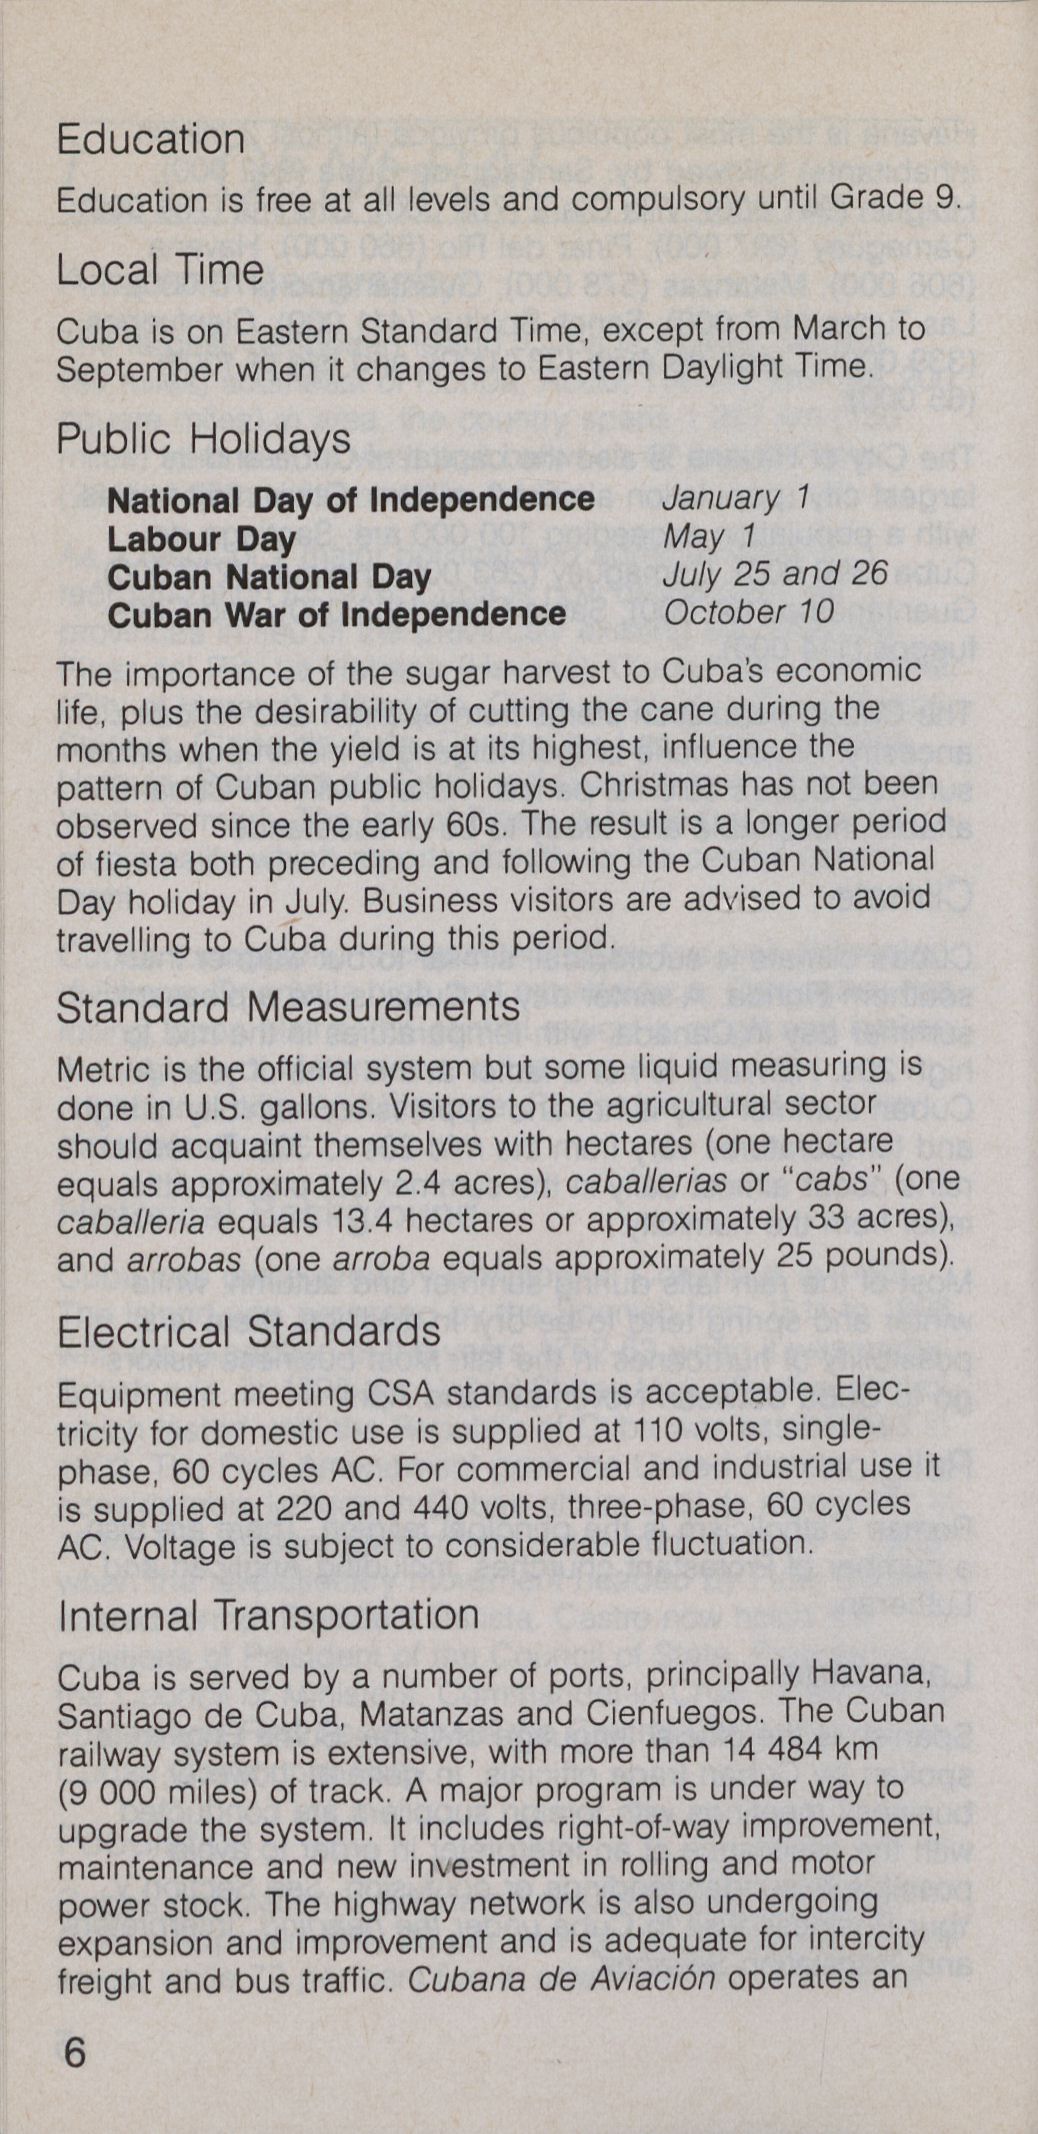 Education
Education is free at all levels and compulsory until Grade 9.
Local Time
Cuba is on Eastern Standard Time, except from March to
September when it changes to Eastern Daylight Time.
Public Holidays
National Day of Independence January 1
Labour Day May 1
Cuban National Day July 25 and 26
Cuban War of Independence October 10
The importance of the sugar harvest to Cuba's economic
life, plus the desirability of cutting the cane during the
months when the yield is at its highest, influence the
pattern of Cuban public holidays. Christmas has not been
observed since the early 60s. The result is a longer period
of fiesta both preceding and following the Cuban National
Day holiday in July. Business visitors are advised to avoid
travelling to Cuba during this period.
Standard Measurements
Metric is the official system but some liquid measuring is
done in U.S. gallons. Visitors to the agricultural sector
should acquaint themselves with hectares (one hectare
equals approximately 2.4 acres), caballerias or "cabs" (one
caballeria equals 13.4 hectares or approximately 33 acres),
and arrobas (one arroba equals approximately 25 pounds).
Electrical Standards
Equipment meeting CSA standards is acceptable. Elec-
tricity for domestic use is supplied at 110 volts, single-
phase, 60 cycles AC. For commercial and industrial use it
is supplied at 220 and 440 volts, three-phase, 60 cycles
AC. Voltage is subject to considerable fluctuation.
Internal Transportation
Cuba is served by a number of ports, principally Havana,
Santiago de Cuba, Matanzas and Cienfuegos. The Cuban
railway system is extensive, with more than 14 484 km
(9 000 miles) of track. A major program is under way to
upgrade the system. It includes right-of-way improvement,
maintenance and new investment in rolling and motor
power stock. The highway network is also undergoing
expansion and improvement and is adequate for intercity
freight and bus traffic. Cubana de Aviación operates an
6